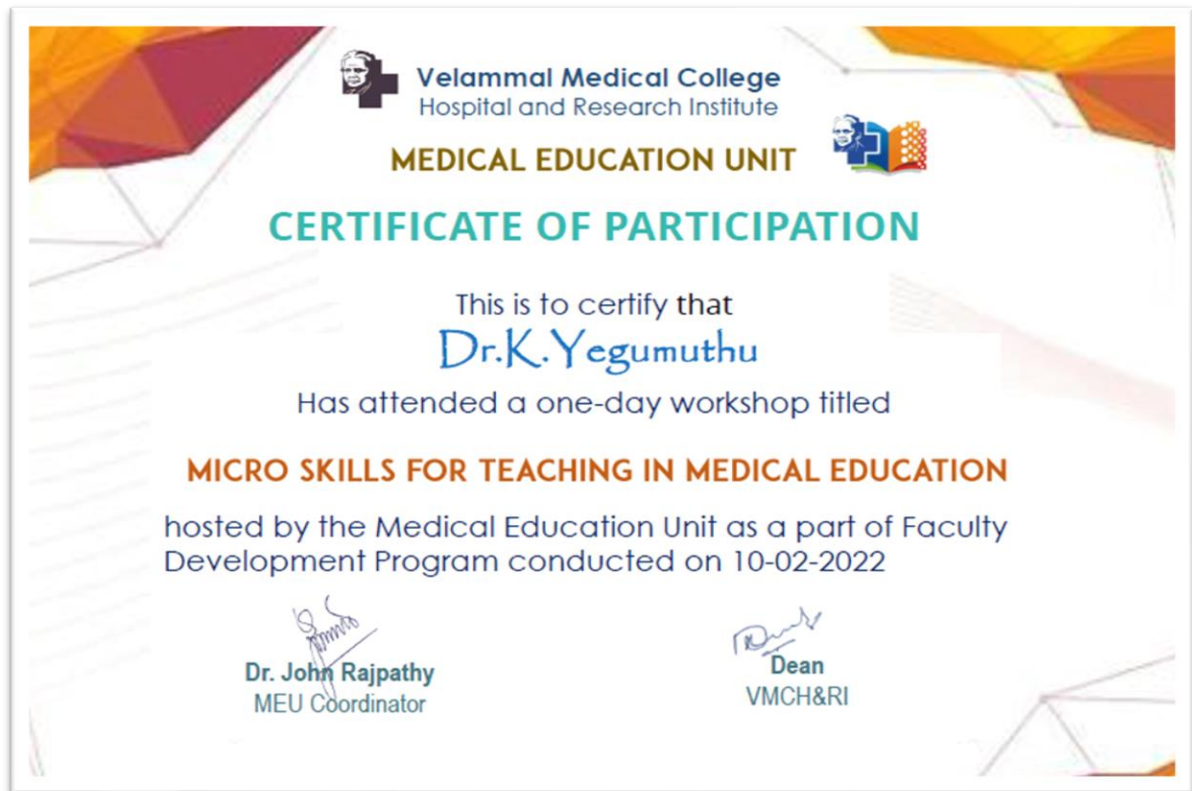 Velammal Medical College
Hospital and Research Institute
MEDICAL EDUCATION UNIT
CERTIFICATE OF PARTICIPATION
This is to certify that
Dr.K.Yegumuthu
Has attended a one-day workshop titled
MICRO SKILLS FOR TEACHING IN MEDICAL EDUCATION
hosted by the Medical Education Unit as a part of Faculty
Development Program conducted on 10-02-2022
Dr. John Rajpathy
MEU Coordinator
Dean
VMCH&RI